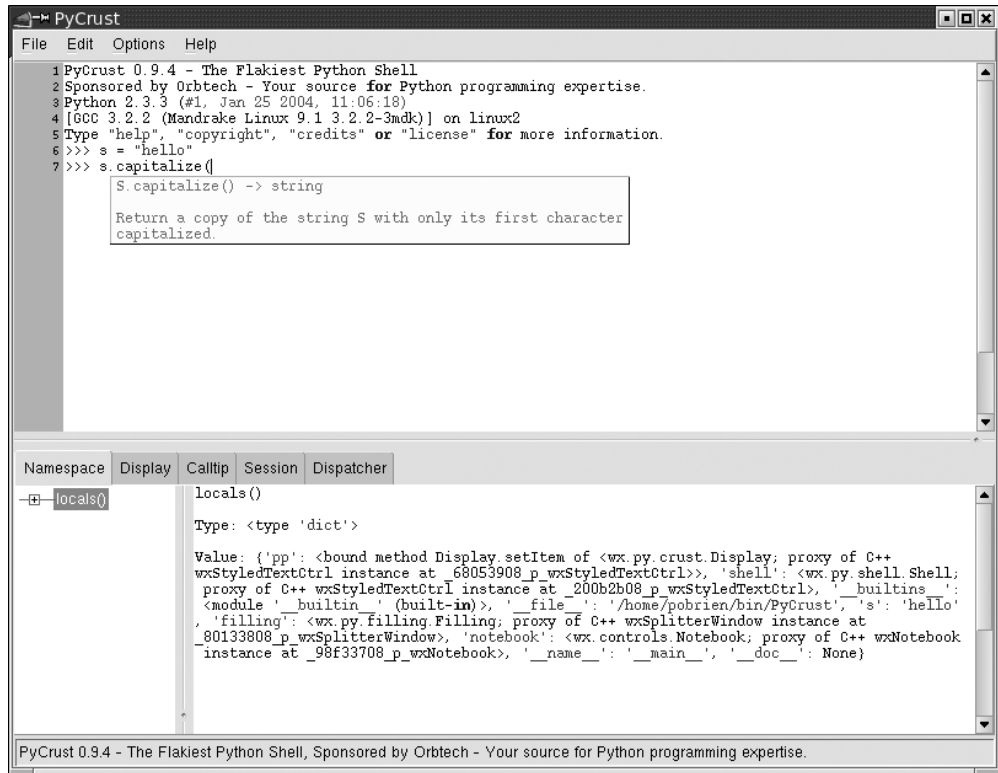 PyCrust
File Edit Options Help
1 PyCrust 0.9.4 - The Flakiest Python Shell
2 Sponsored by Orbtech - Your source for Python programming expertise.
3 Python 2.3.3 (#1, Jan 25 2004, 11:06:18)
4 [GCC 3.2.2 (Mandrake Linux 9.1 3.2.2-3mdk)] on linux2
5 Type "help", "copyright", "credits" or "license" for more information.
6 >>> s = "hello"
7 >>> s.capitalize(
S.capitalize() -> string
Return a copy of the string S with only its first character
capitalized.
Namespace Display Calltip Session Dispatcher
locals()
locals()
Type: <type 'dict'>
Value: {'pp': <bound method Display.setItem of <wx.py.crust.Display; proxy of C++
wxStyledTextCtrl instance at _68053908_p_wxStyledTextCtrl>>, 'shell': <wx.py.shell.Shell;
proxy of C++ wxStyledTextCtrl instance at _200b2b08_p_wxStyledTextCtrl>, '__builtins__':
<module '__builtin__' (built-in)>, '__file__': '/home/pobrien/bin/PyCrust', 's': 'hello'
, 'filling': <wx.py.filling.Filling; proxy of C++ wxSplitterWindow instance at
_80133808_p_wxSplitterWindow>, 'notebook': <wx.controls.Notebook; proxy of C++ wxNotebook
instance at _98f33708_p_wxNotebook>, '__name__': '__main__', '__doc__': None}
PyCrust 0.9.4 - The Flakiest Python Shell, Sponsored by Orbtech - Your source for Python programming expertise.